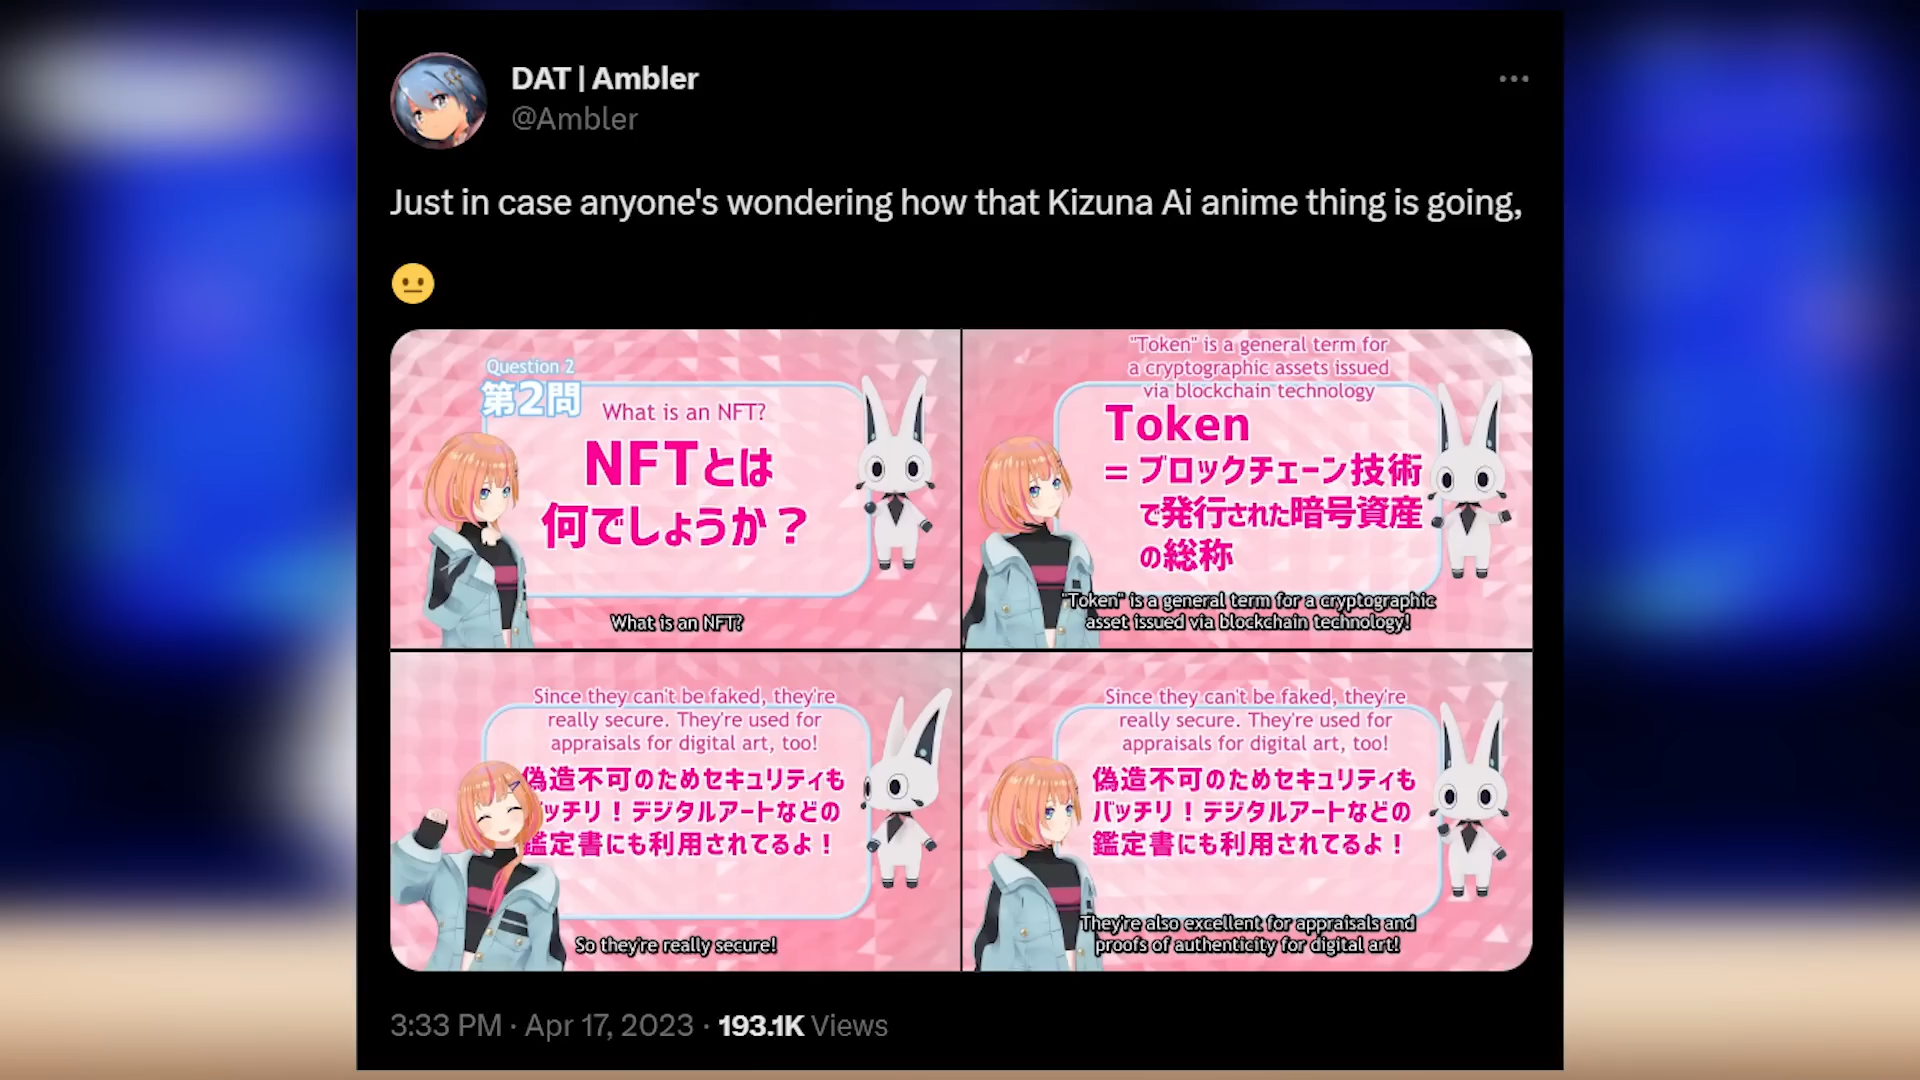 DAT | Ambler
@Ambler
Just in case anyone's wondering how that Kizuna Ai anime thing is going,
Question 2
第2問
What is an NFT?
NFTとは
何でしょうか？
What is an NFT?
"Token" is a general term for
a cryptographic assets issued
via blockchain technology
Token
= ブロックチェーン技術
で発行された暗号資産
の総称
"Token" is a general term for a cryptographic
asset issued via blockchain technology!
Since they can't be faked, they're
really secure. They're used for
appraisals for digital art, too!
偽造不可のためセキュリティも
ッチリ！デジタルアートなどの
鑑定書にも利用されてるよ！
So they're really secure!
Since they can't be faked, they're
really secure. They're used for
appraisals for digital art, too!
偽造不可のためセキュリティも
バッチリ！デジタルアートなどの
鑑定書にも利用されてるよ！
They're also excellent for appraisals and
proofs of authenticity for digital art!
3:33 PM · Apr 17, 2023 · 193.1K Views